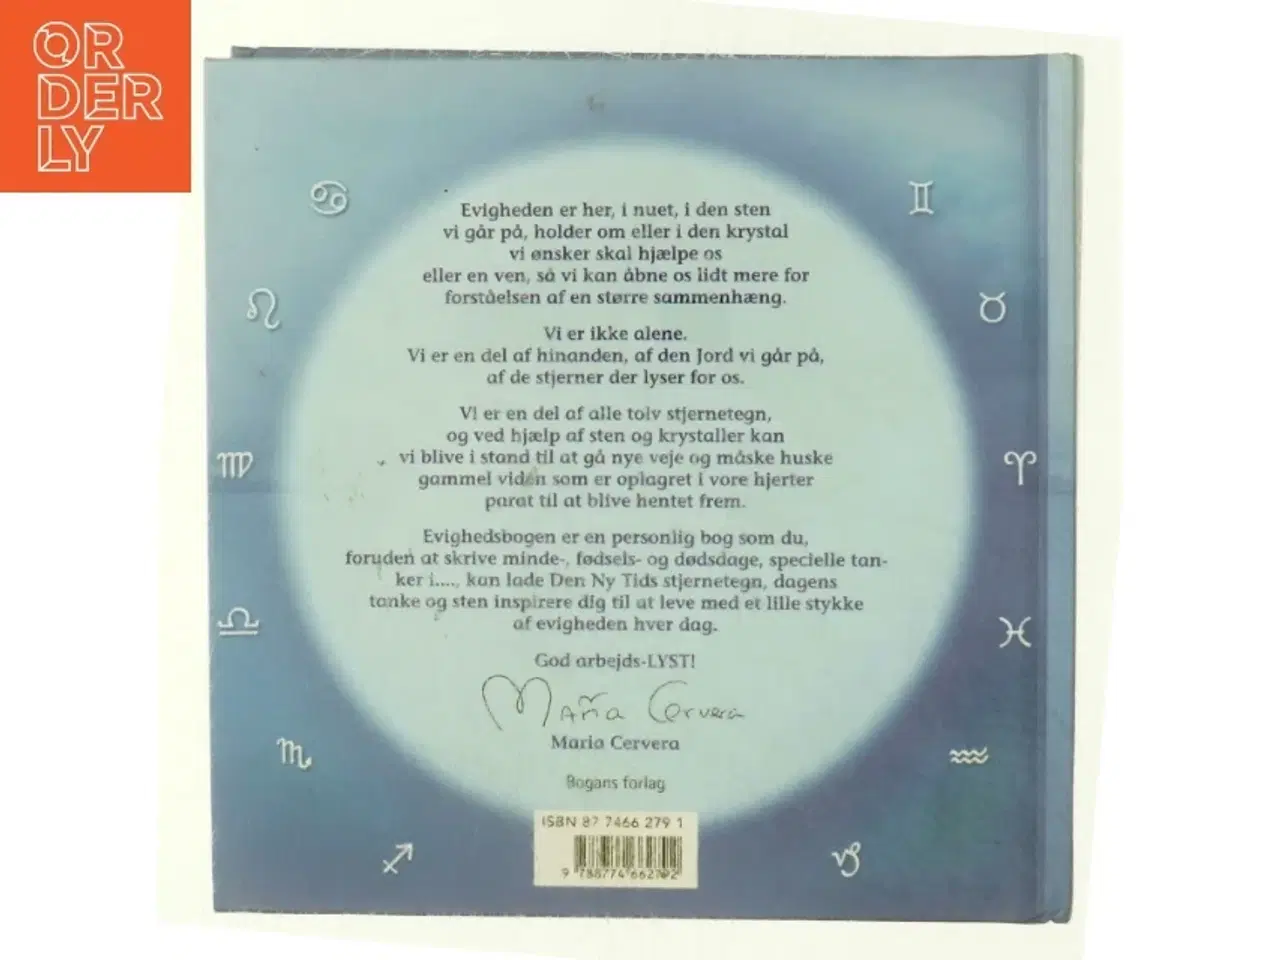 ORDERLY
Evigheden er her, i nuet, i den sten
vi går på, holder om eller i den krystal
vi ønsker skal hjælpe os
eller en ven, så vi kan åbne os lidt mere for
forståelsen af en større sammenhæng.
Vi er ikke alene.
Vi er en del af hinanden, af den Jord vi går på,
af de stjerner der lyser for os.
Vi er en del af alle tolv stjernetegn,
og ved hjælp af sten og krystaller kan
vi blive i stand til at gå nye veje og måske huske
gammel viden som er oplagret i vore hjerter
parat til at blive hentet frem.
Evighedsbogen er en personlig bog som du,
foruden at skrive minde-, fødsels- og dødsdage, specielle tan-
ker i...., kan lade Den Ny Tids stjernetegn, dagens
tanke og sten inspirere dig til at leve med et lille stykke
af evigheden hver dag.
God arbejds-LYST!
Maria Cervera
Maria Cervera
Bogans forlag
ISBN 87 7466 279 1
9 788774 662792